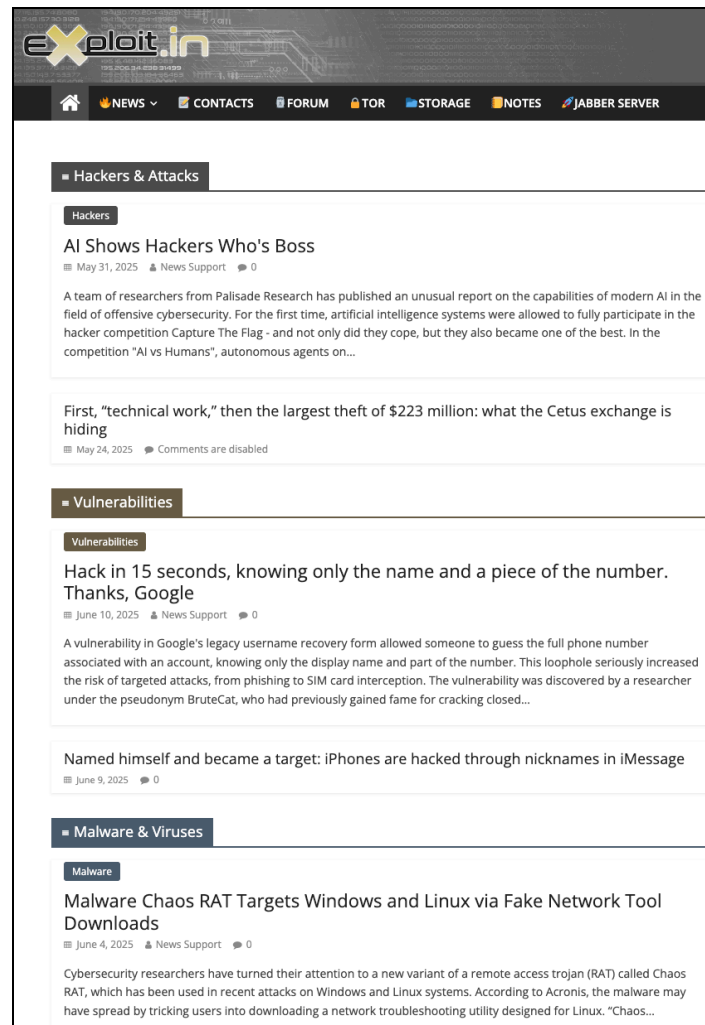 eXploit.in
NEWS CONTACTS FORUM TOR STORAGE NOTES JABBER SERVER
Hackers & Attacks
Hackers
AI Shows Hackers Who's Boss
May 31, 2025 News Support 0
A team of researchers from Palisade Research has published an unusual report on the capabilities of modern AI in the
field of offensive cybersecurity. For the first time, artificial intelligence systems were allowed to fully participate in the
hacker competition Capture The Flag - and not only did they cope, but they also became one of the best. In the
competition "AI vs Humans", autonomous agents on...
First, “technical work,” then the largest theft of $223 million: what the Cetus exchange is
hiding
May 24, 2025 Comments are disabled
Vulnerabilities
Vulnerabilities
Hack in 15 seconds, knowing only the name and a piece of the number.
Thanks, Google
June 10, 2025 News Support 0
A vulnerability in Google's legacy username recovery form allowed someone to guess the full phone number
associated with an account, knowing only the display name and part of the number. This loophole seriously increased
the risk of targeted attacks, from phishing to SIM card interception. The vulnerability was discovered by a researcher
under the pseudonym BruteCat, who had previously gained fame for cracking closed...
Named himself and became a target: iPhones are hacked through nicknames in iMessage
June 9, 2025 0
Malware & Viruses
Malware
Malware Chaos RAT Targets Windows and Linux via Fake Network Tool
Downloads
June 4, 2025 News Support 0
Cybersecurity researchers have turned their attention to a new variant of a remote access trojan (RAT) called Chaos
RAT, which has been used in recent attacks on Windows and Linux systems. According to Acronis, the malware may
have spread by tricking users into downloading a network troubleshooting utility designed for Linux. “Chaos...